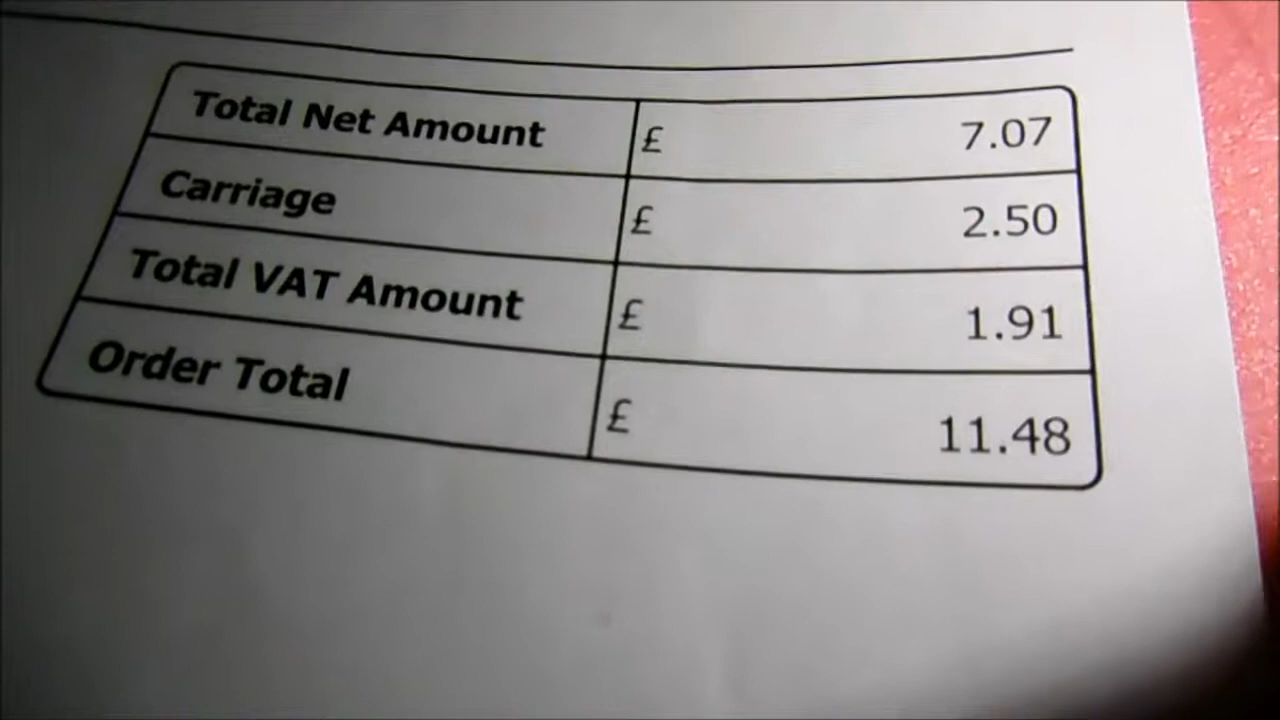 Total Net Amount £ 7.07
Carriage £ 2.50
Total VAT Amount £ 1.91
Order Total £ 11.48